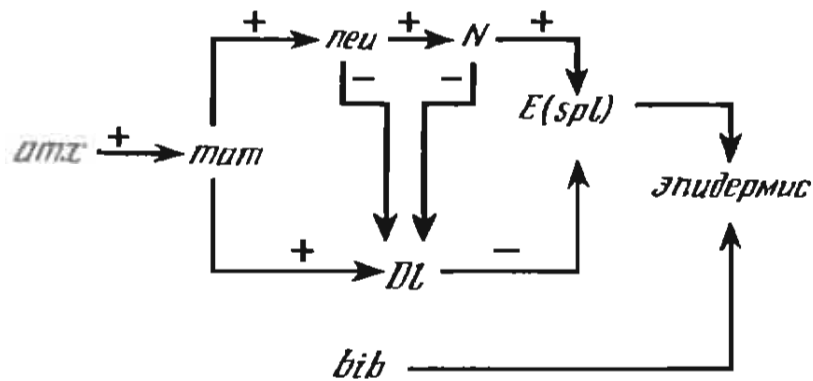 + neu + N +
− −
E(spl)
amx + mam
эпидермис
+ Dl −
bib